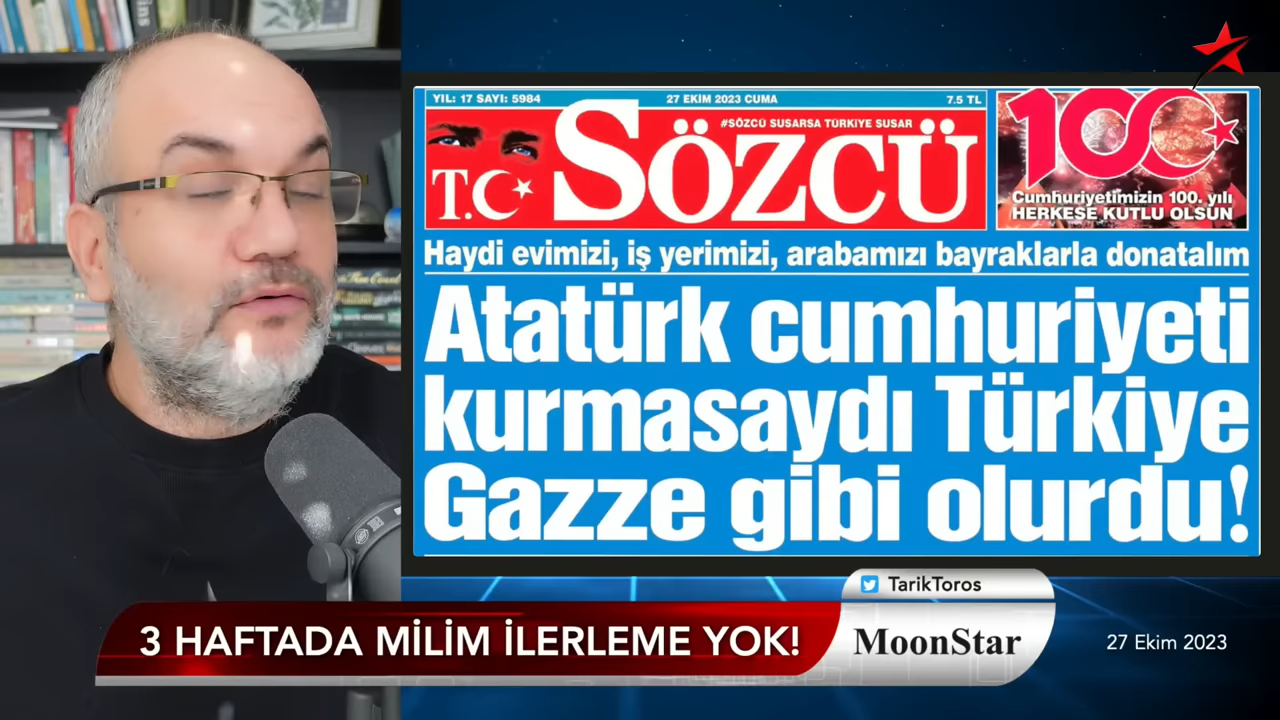 YIL: 17 SAYI: 5984
27 EKİM 2023 CUMA
7.5 TL
#SÖZCÜ SUSARSA TÜRKİYE SUSAR
T.C
SÖZCÜ
100
Cumhuriyetimizin 100. yılı
HERKESE KUTLU OLSUN
Haydi evimizi, iş yerimizi, arabamızı bayraklarla donatalım
Atatürk cumhuriyeti
kurmasaydı Türkiye
Gazze gibi olurdu!
TarikToros
3 HAFTADA MİLİM İLERLEME YOK!
MoonStar
27 Ekim 2023